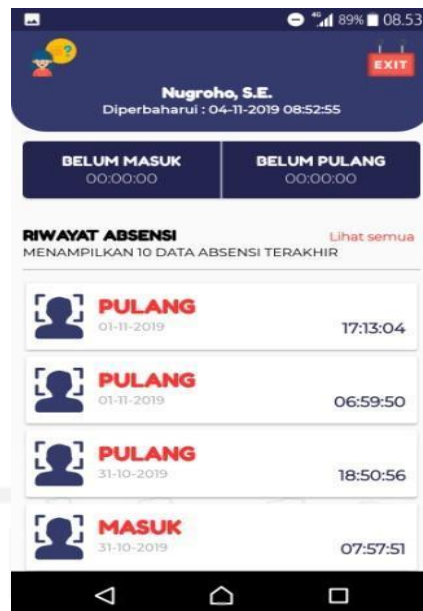 4G 89% 08.53
?
EXIT
Nugroho, S.E.
Diperbaharui : 04-11-2019 08:52:55
BELUM MASUK
00:00:00
BELUM PULANG
00:00:00
RIWAYAT ABSENSI
Lihat semua
MENAMPILKAN 10 DATA ABSENSI TERAKHIR
PULANG
01-11-2019
17:13:04
PULANG
01-11-2019
06:59:50
PULANG
31-10-2019
18:50:56
MASUK
31-10-2019
07:57:51